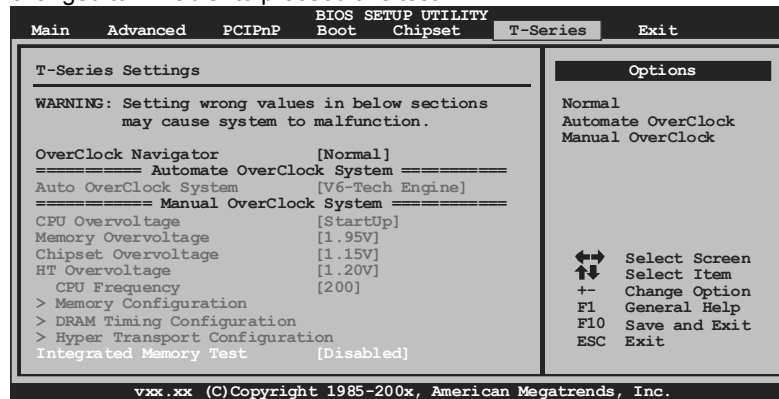 BIOS SETUP UTILITY
Main Advanced PCIPnP Boot Chipset T-Series Exit
T-Series Settings
WARNING: Setting wrong values in below sections
may cause system to malfunction.
OverClock Navigator [Normal]
=========== Automate OverClock System ===========
Auto OverClock System [V6-Tech Engine]
============ Manual OverClock System ============
CPU Overvoltage [StartUp]
Memory Overvoltage [1.95V]
Chipset Overvoltage [1.15V]
HT Overvoltage [1.20V]
CPU Frequency [200]
> Memory Configuration
> DRAM Timing Configuration
> Hyper Transport Configuration
Integrated Memory Test [Disabled]
Options
Normal
Automate OverClock
Manual OverClock
Select Screen
Select Item
+- Change Option
F1 General Help
F10 Save and Exit
ESC Exit
vxx.xx (C)Copyright 1985-200x, American Megatrends, Inc.